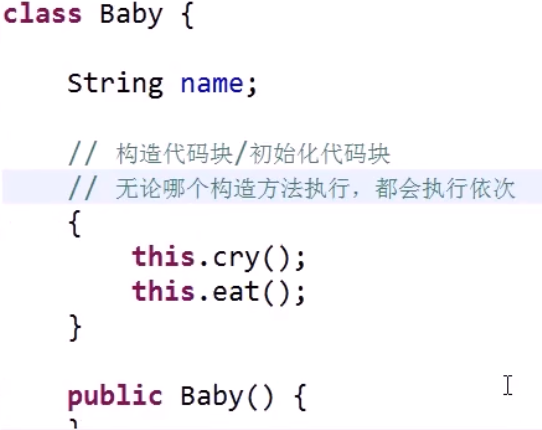 class Baby {
String name;
// 构造代码块/初始化代码块
// 无论哪个构造方法执行，都会执行依次
{
this.cry();
this.eat();
}
public Baby() {
}